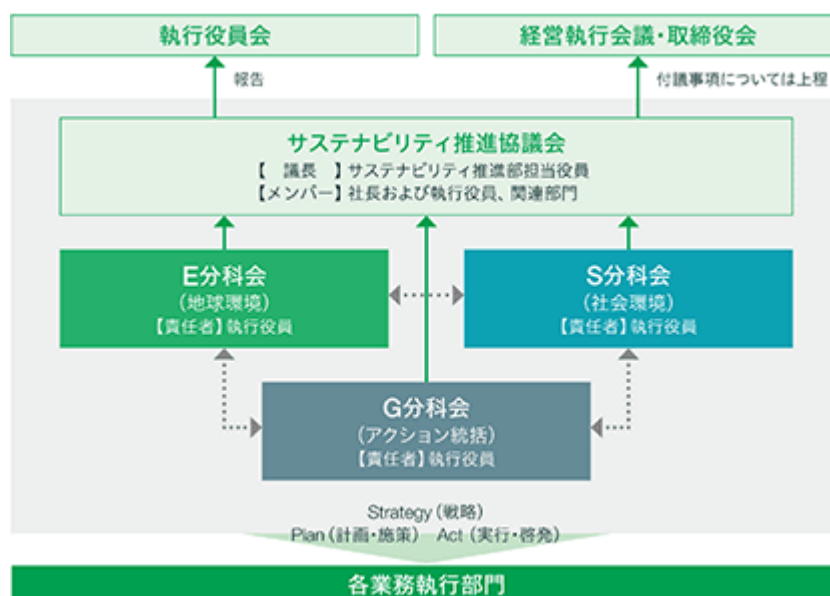 執行役員会
経営執行会議・取締役会
報告
付議事項については上程
サステナビリティ推進協議会
【　議長　】サステナビリティ推進部担当役員
【メンバー】社長および執行役員、関連部門
E分科会
(地球環境)
【責任者】執行役員
S分科会
(社会環境)
【責任者】執行役員
G分科会
(アクション統括)
【責任者】執行役員
Strategy(戦略)
Plan(計画・施策)　Act(実行・啓発)
各業務執行部門